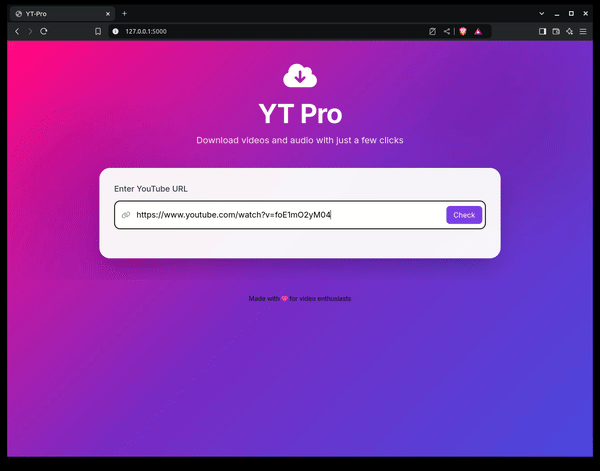 YT-Pro
127.0.0.1:5000
YT Pro
Download videos and audio with just a few clicks
Enter YouTube URL
https://www.youtube.com/watch?v=foE1mO2yM04
Check
Made with 💖 for video enthusiasts